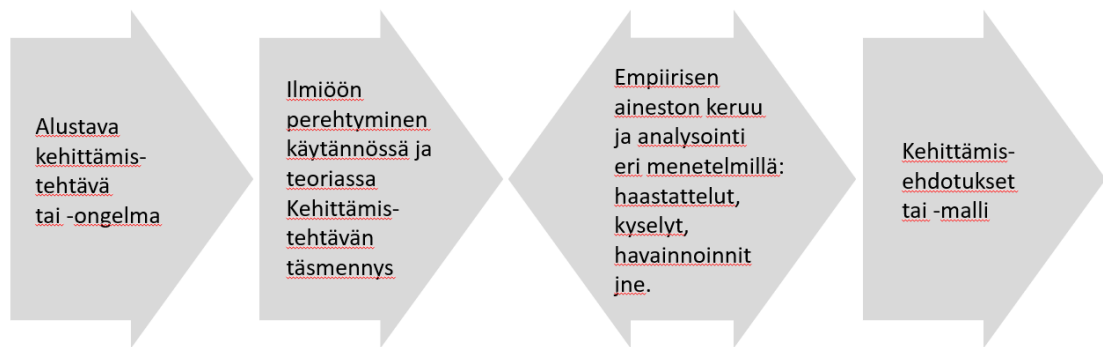 Alustava
kehittämis-
tehtävä
tai -ongelma
Ilmiöön
perehtyminen
käytännössä ja
teoriassa
Kehittämis-
tehtävän
täsmennys
Empiirisen
aineston keruu
ja analysointi
eri menetelmillä:
haastattelut,
kyselyt,
havainnoinnit
jne.
Kehittämis-
ehdotukset
tai -malli